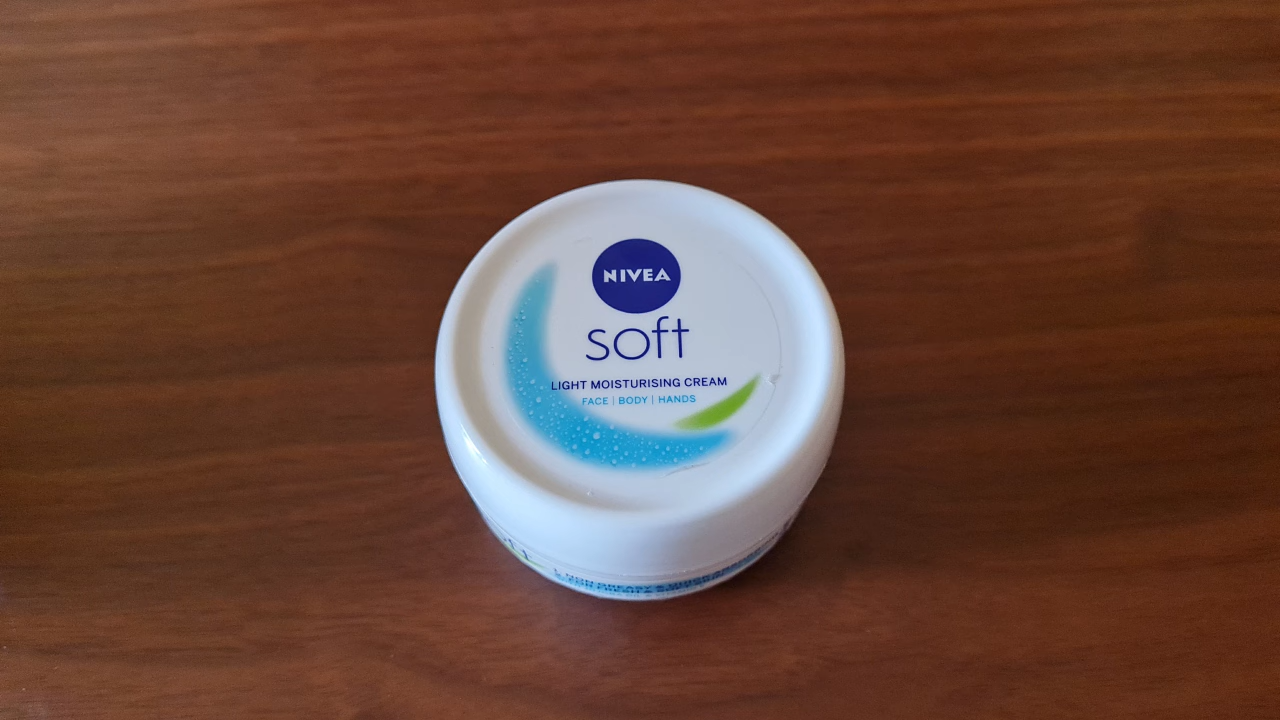 NIVEA
soft
LIGHT MOISTURISING CREAM
FACE | BODY | HANDS